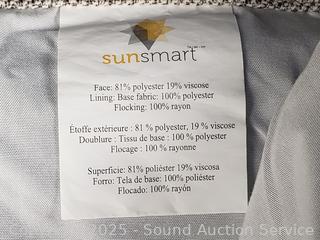 sunsmart
Face: 81% polyester 19% viscose
Lining: Base fabric: 100% polyester
Flocking: 100% rayon
Étoffe extérieure : 81 % polyester, 19 % viscose
Doublure : Tissu de base : 100 % polyester
Flocage : 100 % rayonne
Superficie: 81% poliéster 19% viscosa
Forro: Tela de base: 100% poliéster
Flocado: 100% rayón
2025 - Sound Auction Service